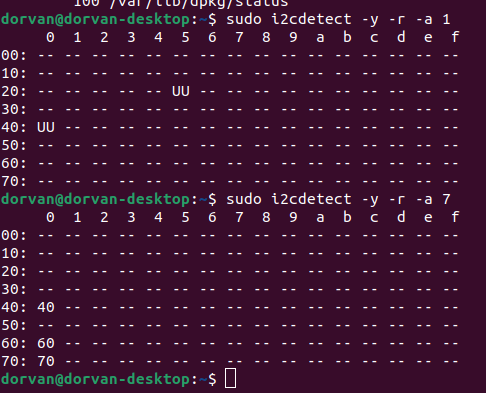 100 /var/lib/dpkg/status
dorvan@dorvan-desktop:~$ sudo i2cdetect -y -r -a 1
     0  1  2  3  4  5  6  7  8  9  a  b  c  d  e  f
00: -- -- -- -- -- -- -- -- -- -- -- -- -- -- -- --
10: -- -- -- -- -- -- -- -- -- -- -- -- -- -- -- --
20: -- -- -- -- -- UU -- -- -- -- -- -- -- -- -- --
30: -- -- -- -- -- -- -- -- -- -- -- -- -- -- -- --
40: UU -- -- -- -- -- -- -- -- -- -- -- -- -- -- --
50: -- -- -- -- -- -- -- -- -- -- -- -- -- -- -- --
60: -- -- -- -- -- -- -- -- -- -- -- -- -- -- -- --
70: -- -- -- -- -- -- -- -- -- -- -- -- -- -- -- --
dorvan@dorvan-desktop:~$ sudo i2cdetect -y -r -a 7
     0  1  2  3  4  5  6  7  8  9  a  b  c  d  e  f
00: -- -- -- -- -- -- -- -- -- -- -- -- -- -- -- --
10: -- -- -- -- -- -- -- -- -- -- -- -- -- -- -- --
20: -- -- -- -- -- -- -- -- -- -- -- -- -- -- -- --
30: -- -- -- -- -- -- -- -- -- -- -- -- -- -- -- --
40: 40 -- -- -- -- -- -- -- -- -- -- -- -- -- -- --
50: -- -- -- -- -- -- -- -- -- -- -- -- -- -- -- --
60: 60 -- -- -- -- -- -- -- -- -- -- -- -- -- -- --
70: 70 -- -- -- -- -- -- -- -- -- -- -- -- -- -- --
dorvan@dorvan-desktop:~$